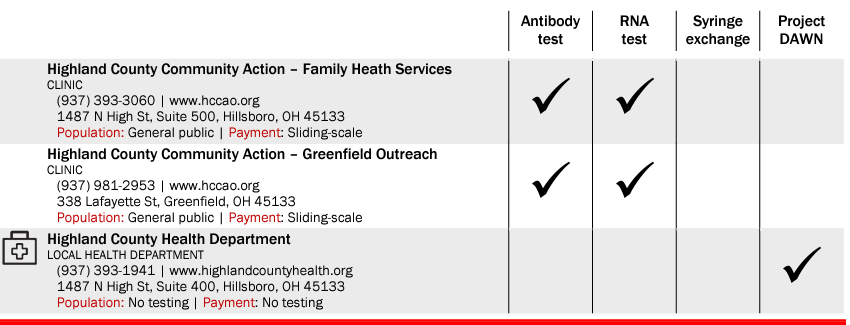 Antibody test
RNA test
Syringe exchange
Project DAWN
Highland County Community Action – Family Heath Services
CLINIC
(937) 393-3060 | www.hccao.org
1487 N High St, Suite 500, Hillsboro, OH 45133
Population: General public | Payment: Sliding-scale
Highland County Community Action – Greenfield Outreach
CLINIC
(937) 981-2953 | www.hccao.org
338 Lafayette St, Greenfield, OH 45133
Population: General public | Payment: Sliding-scale
Highland County Health Department
LOCAL HEALTH DEPARTMENT
(937) 393-1941 | www.highlandcountyhealth.org
1487 N High St, Suite 400, Hillsboro, OH 45133
Population: No testing | Payment: No testing